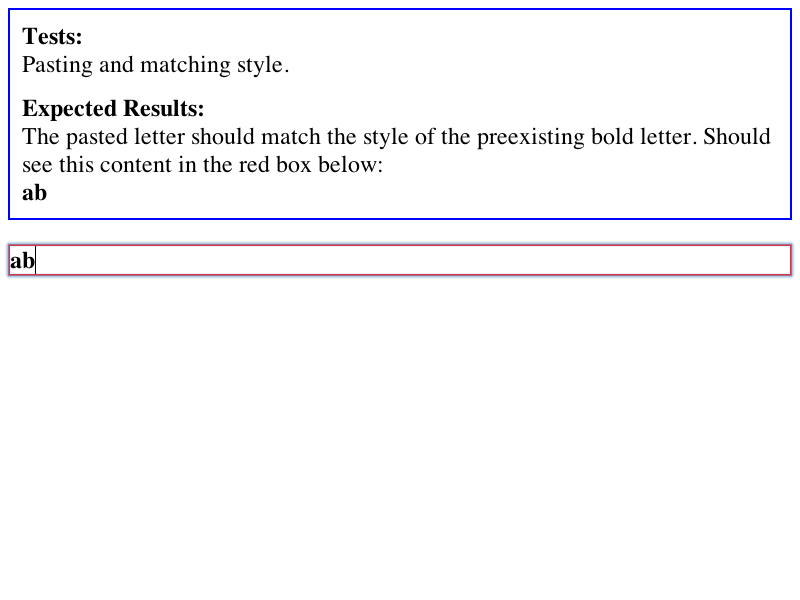 Tests:
Pasting and matching style.
Expected Results:
The pasted letter should match the style of the preexisting bold letter. Should
see this content in the red box below:
ab
ab